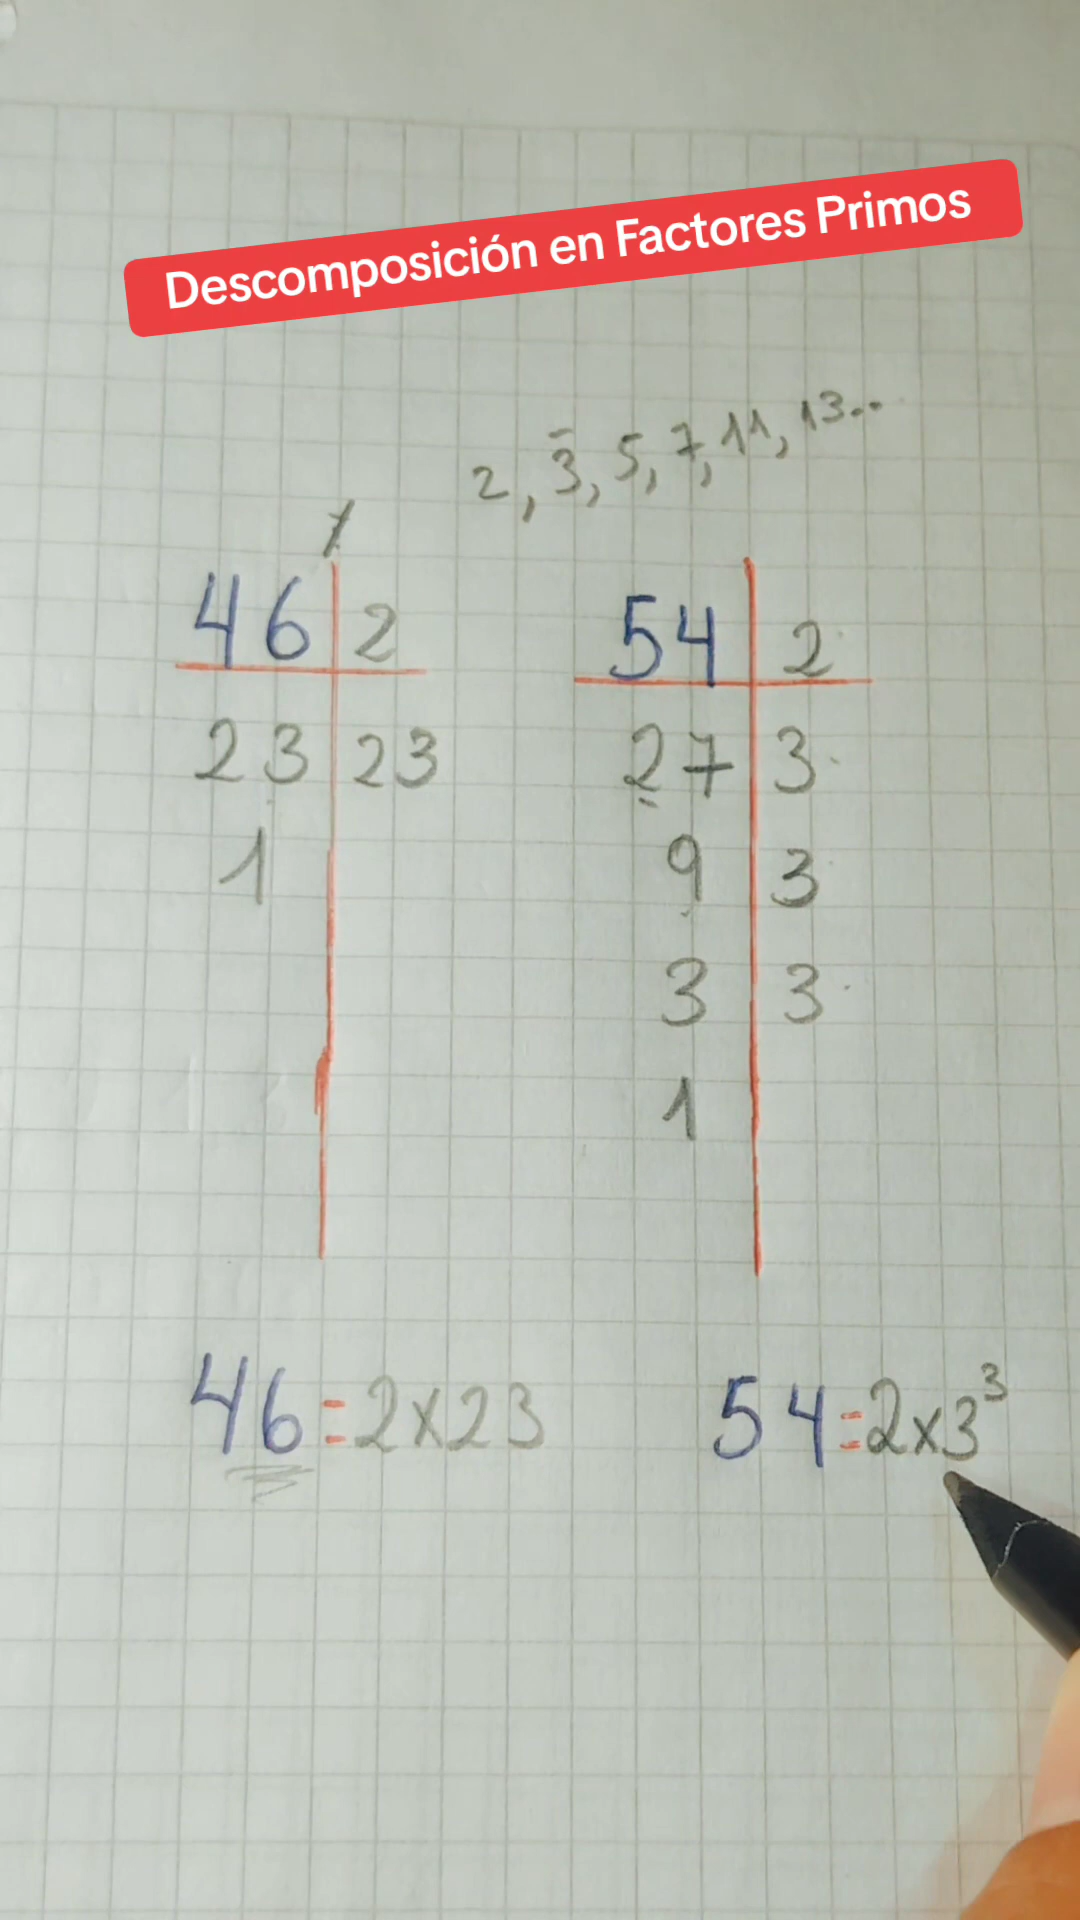 Descomposición en Factores Primos
2, 3, 5, 7, 11, 13..
46 2
23 23
1
54 2
27 3
9 3
3 3
1
46 = 2x23
54 = 2x3³